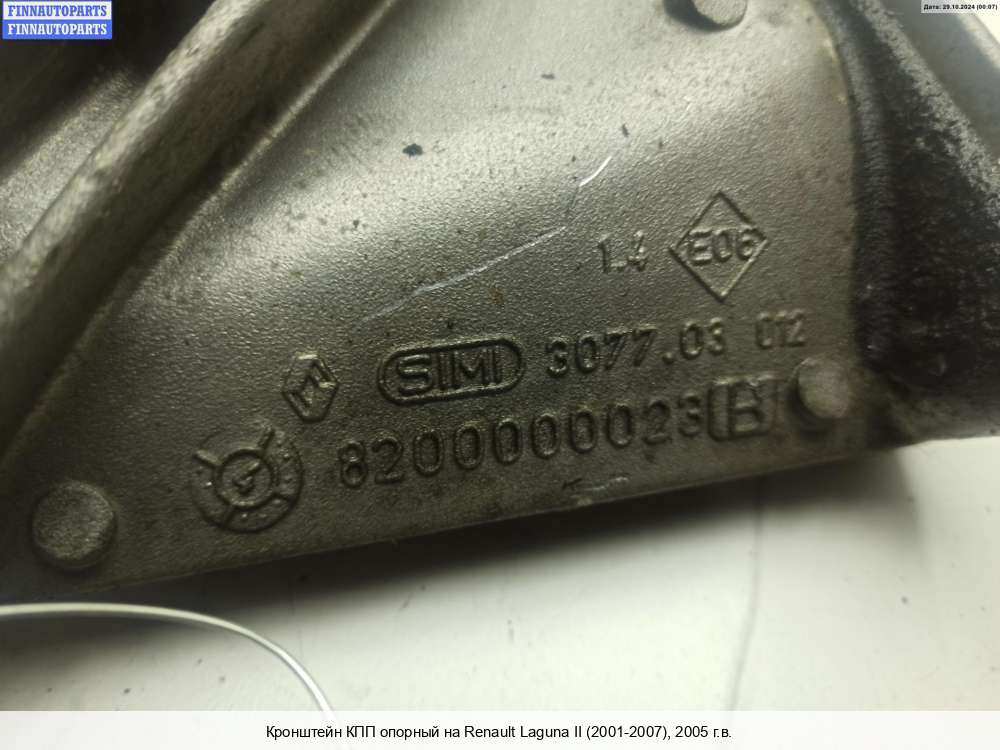 FINNAUTOPARTS
FINNAUTOPARTS
Дата: 29.10.2024 (00:07)
1.4 E06
SIMI 3077.03 012
8200000023 B
Кронштейн КПП опорный на Renault Laguna II (2001-2007), 2005 г.в.